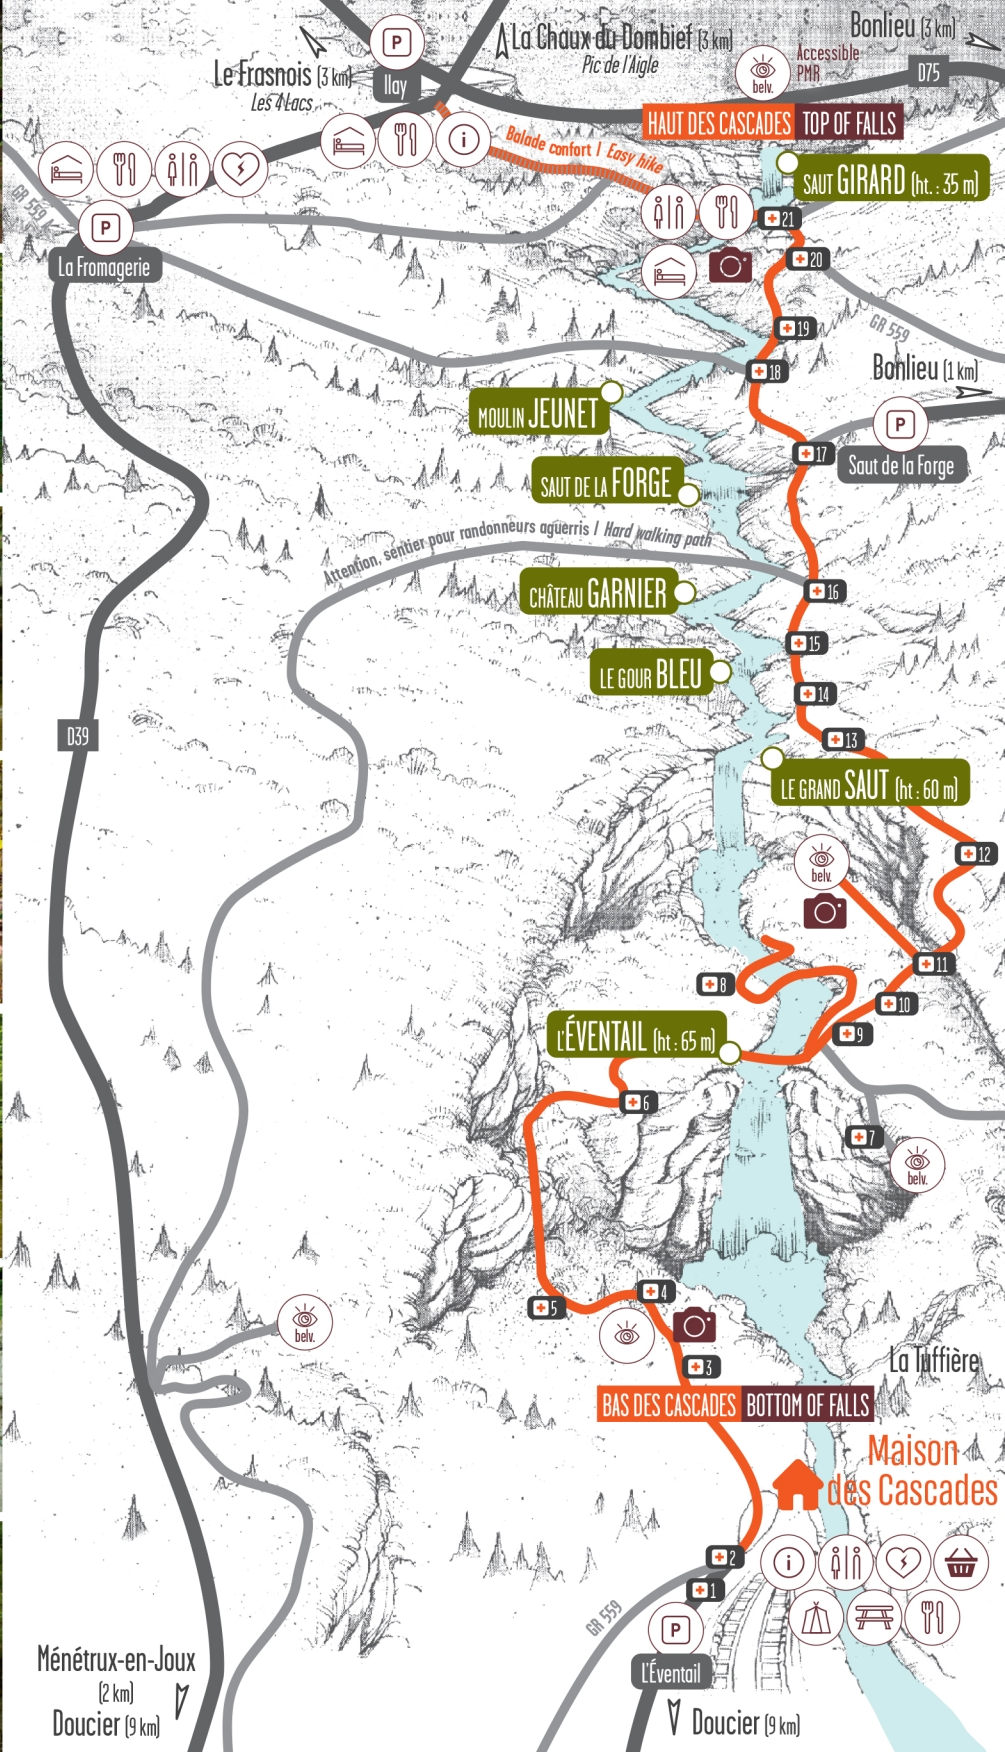 Bonlieu (3 km)
La Chaux du Dombief (3 km)
Pic de l'Aigle
P
Ilay
Le Frasnois (3 km)
Les 4 Lacs
belv.
Accessible
PMR
D75
HAUT DES CASCADES TOP OF FALLS
i
Balade confort / Easy hike
SAUT GIRARD (ht. : 35 m)
GR 559 A
P
La Fromagerie
21
20
19
GR 559
18
Bonlieu (1 km)
MOULIN JEUNET
P
17
Saut de la Forge
SAUT DE LA FORGE
Attention, sentier pour randonneurs aguerris / Hard walking path
CHÂTEAU GARNIER
16
15
LE GOUR BLEU
14
D39
13
LE GRAND SAUT (ht : 60 m)
12
belv.
11
8
10
L'ÉVENTAIL (ht : 65 m)
9
6
7
belv.
4
5
belv.
3
La Tuffière
BAS DES CASCADES BOTTOM OF FALLS
Maison
des Cascades
2
i
1
GR 559
P
L'Éventail
Ménétrux-en-Joux
(2 km)
Doucier (9 km)
Doucier (9 km)